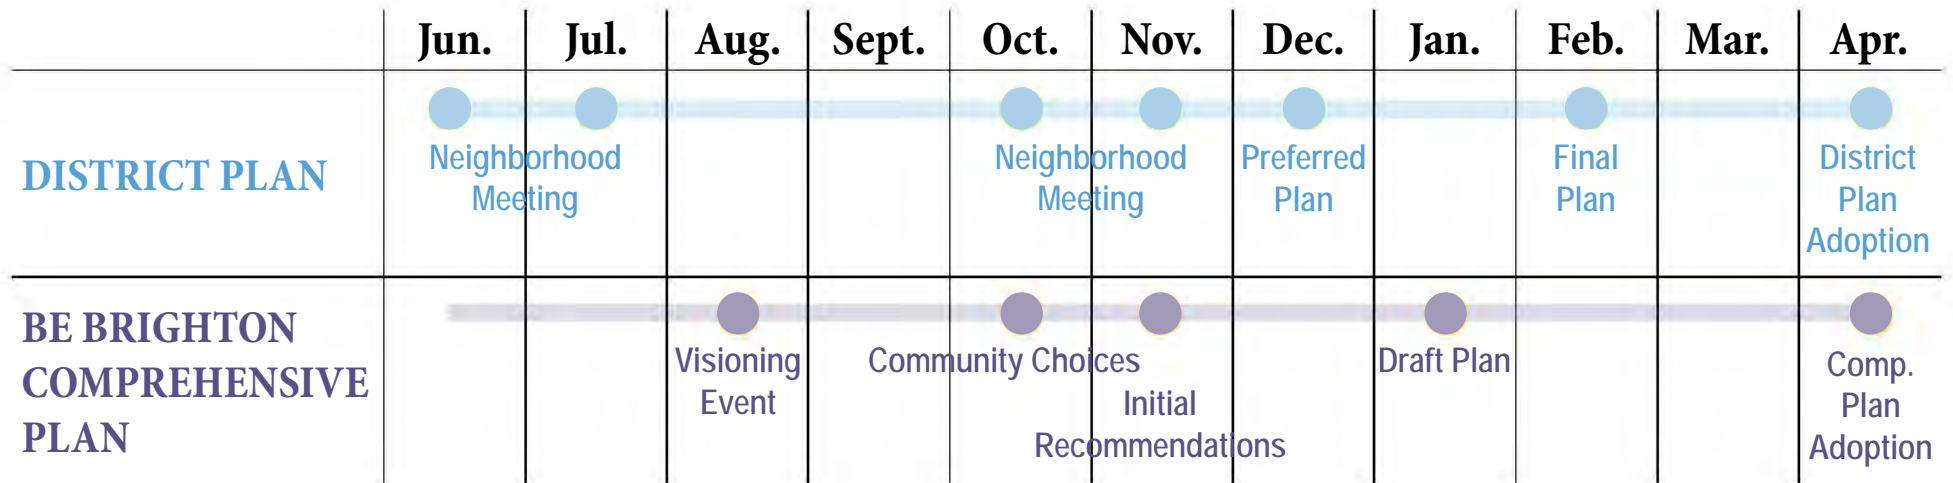 Jun. Jul. Aug. Sept. Oct. Nov. Dec. Jan. Feb. Mar. Apr.
DISTRICT PLAN
Neighborhood
Meeting
Neighborhood
Meeting
Preferred
Plan
Final
Plan
District
Plan
Adoption
BE BRIGHTON
COMPREHENSIVE
PLAN
Visioning
Event
Community Choices
Initial
Recommendations
Draft Plan
Comp.
Plan
Adoption